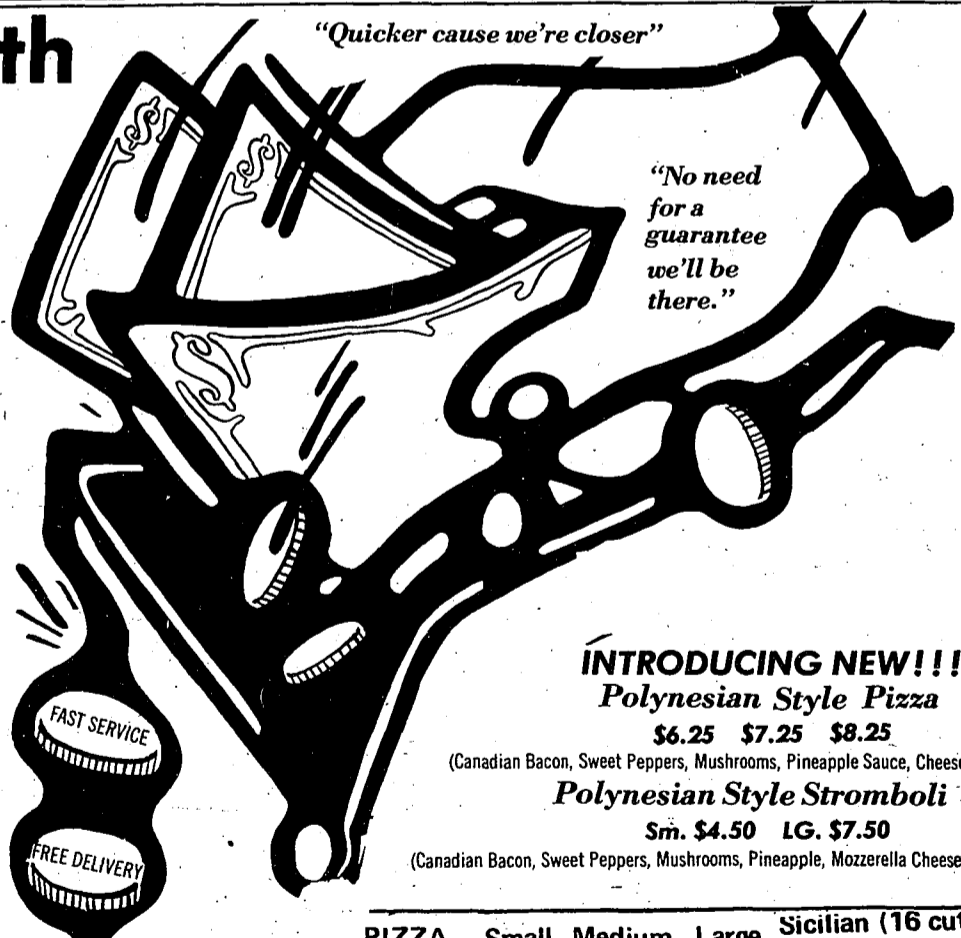 th
“Quicker cause we’re closer”
“No need
for a
guarantee
we’ll be
there.”
FAST SERVICE
FREE DELIVERY
INTRODUCING NEW!!!
Polynesian Style Pizza
$6.25 $7.25 $8.25
(Canadian Bacon, Sweet Peppers, Mushrooms, Pineapple Sauce, Cheese
Polynesian Style Stromboli
Sm. $4.50 LG. $7.50
(Canadian Bacon, Sweet Peppers, Mushrooms, Pineapple, Mozzerella Cheese
PIZZA Small Medium Large Sicilian (16 cut